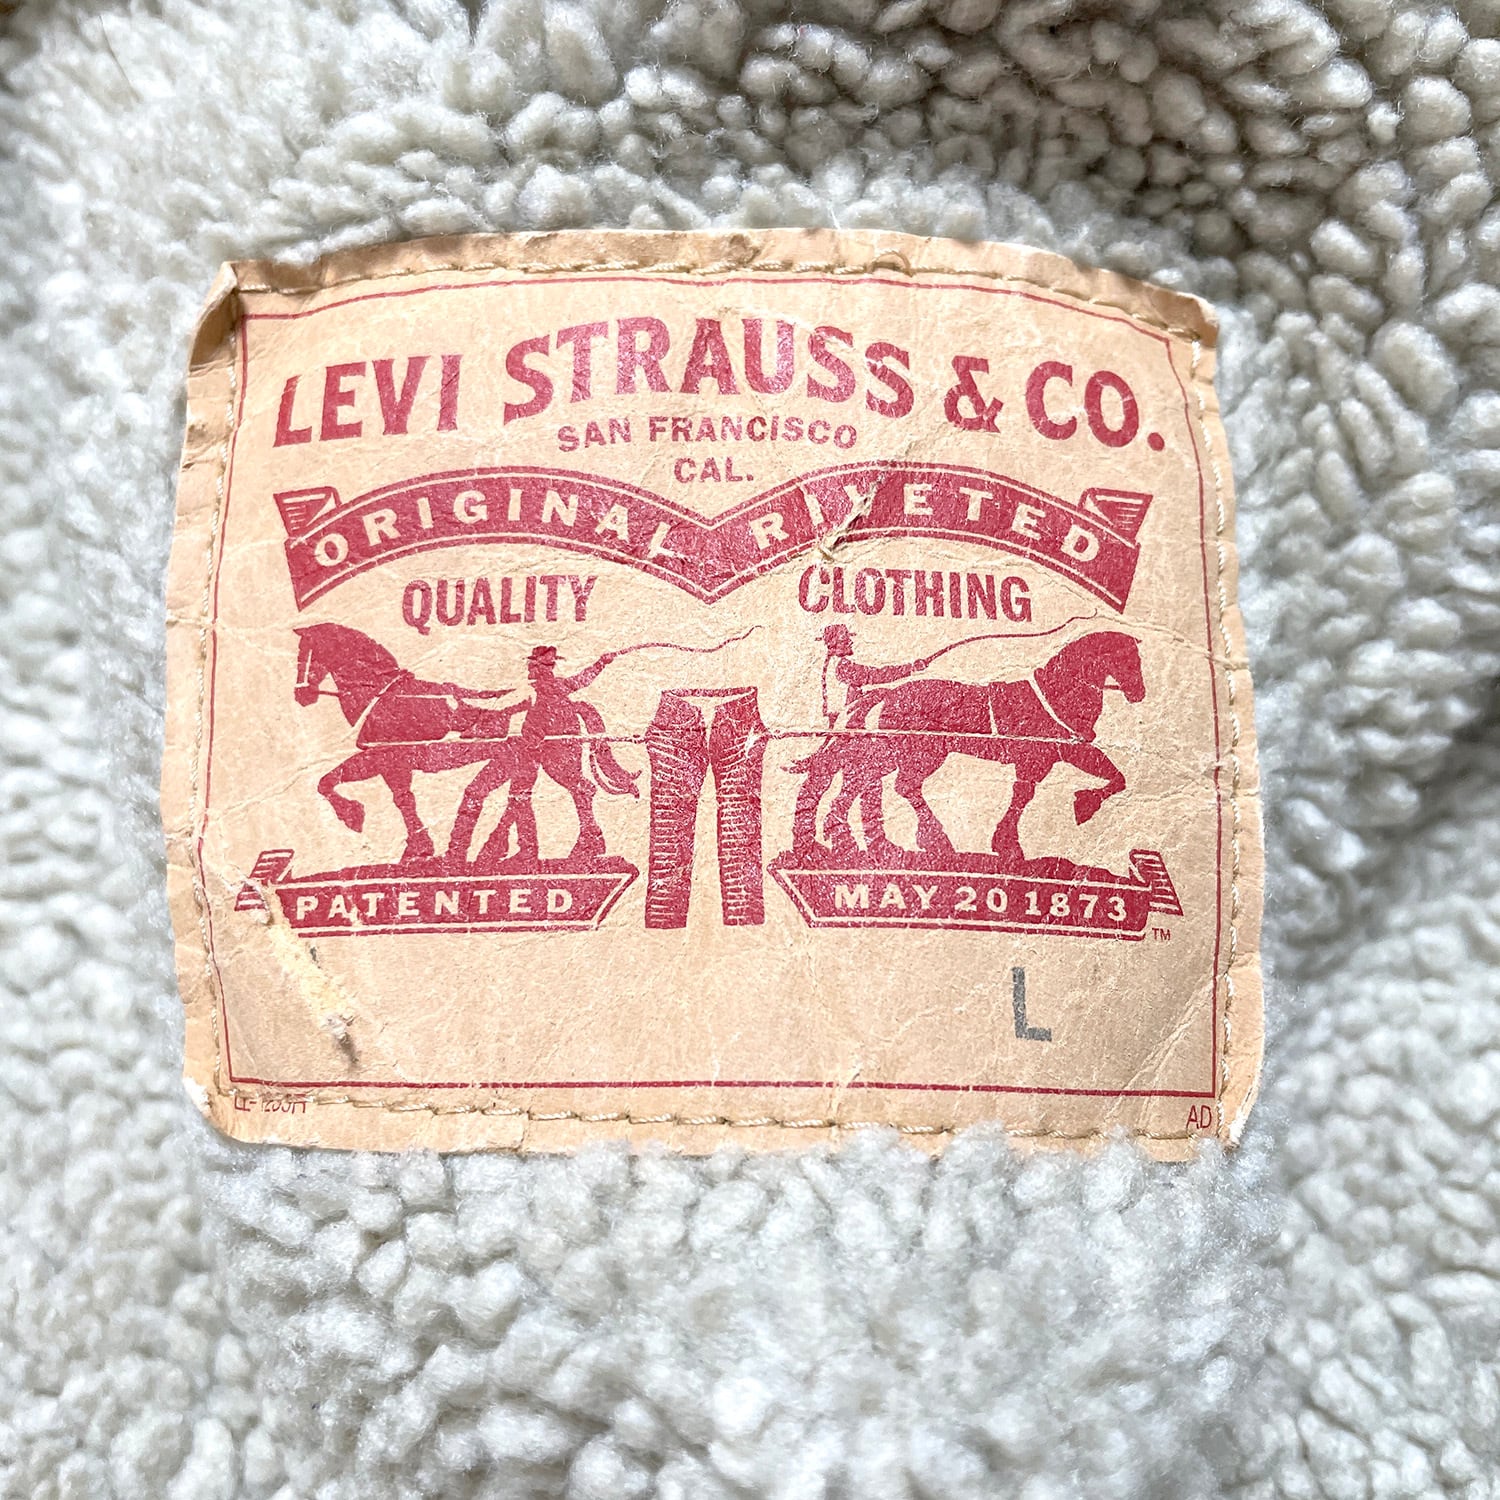 LEVI STRAUSS & CO.
SAN FRANCISCO
CAL.
ORIGINAL RIVETED
QUALITY CLOTHING
PATENTED MAY 20 1873
TM
L
AD